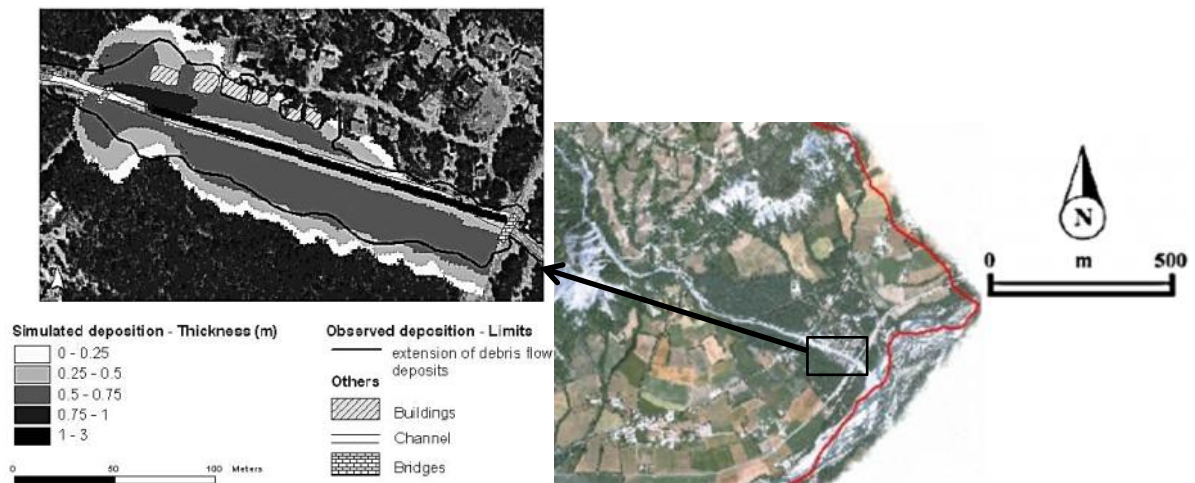 Simulated deposition - Thickness (m)
0 - 0.25
0.25 - 0.5
0.5 - 0.75
0.75 - 1
1 - 3
0 50 100 Meters
Observed deposition - Limits
extension of debris flow
deposits
Others
Buildings
Channel
Bridges
N
0 m 500